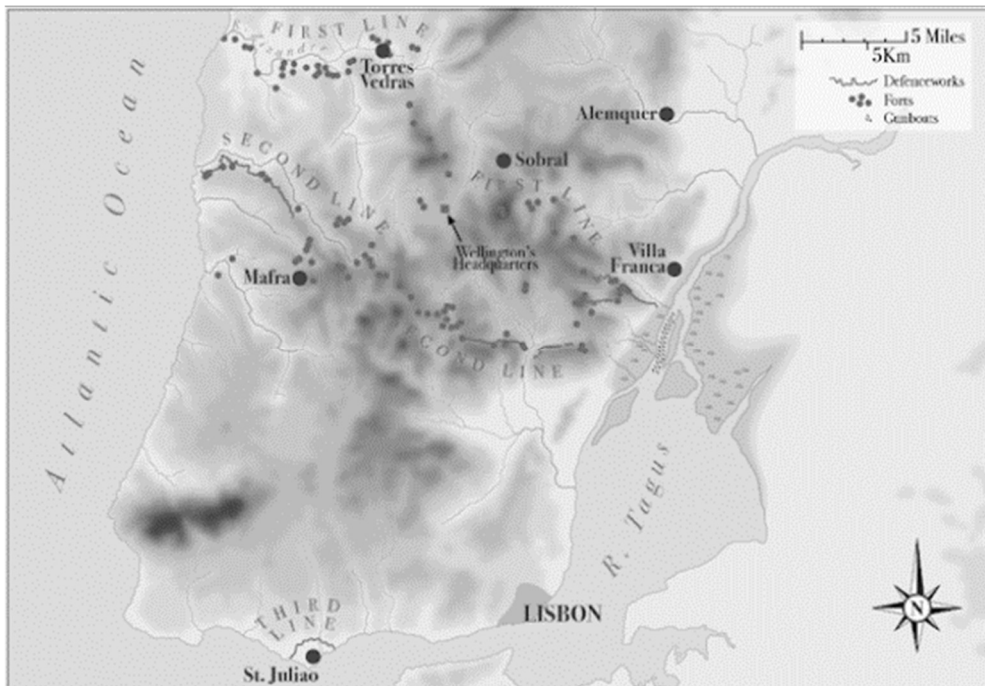 FIRST LINE
R. Zizandre
Torres
Vedras
5 Miles
5Km
Defenceworks
Forts
Gunboats
Alemquer
Sobral
FIRST LINE
SECOND LINE
Wellington's
Headquarters
Villa
Franca
Mafra
SECOND LINE
Atlantic Ocean
R. Tagus
THIRD
LINE
LISBON
St. Juliao
N